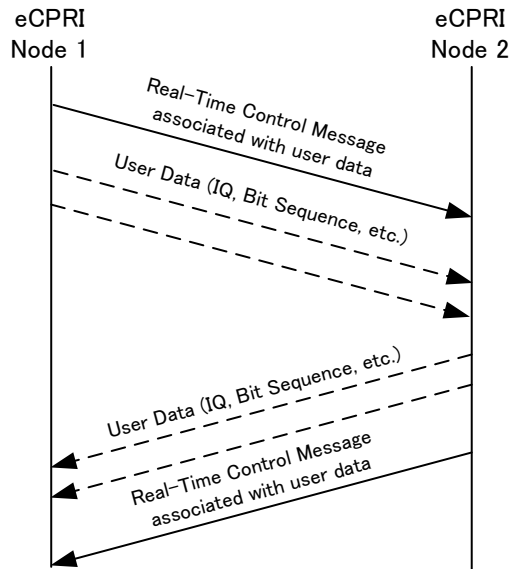 eCPRI
Node 1
eCPRI
Node 2
Real-Time Control Message
associated with user data
User Data (IQ, Bit Sequence, etc.)
User Data (IQ, Bit Sequence, etc.)
Real-Time Control Message
associated with user data